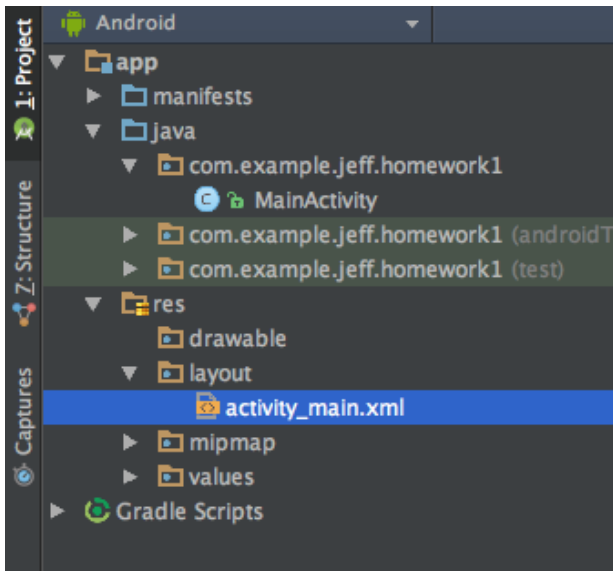 Android
app
manifests
java
com.example.jeff.homework1
C MainActivity
com.example.jeff.homework1 (androidT
com.example.jeff.homework1 (test)
res
drawable
layout
activity_main.xml
mipmap
values
Gradle Scripts
1: Project
7: Structure
Captures